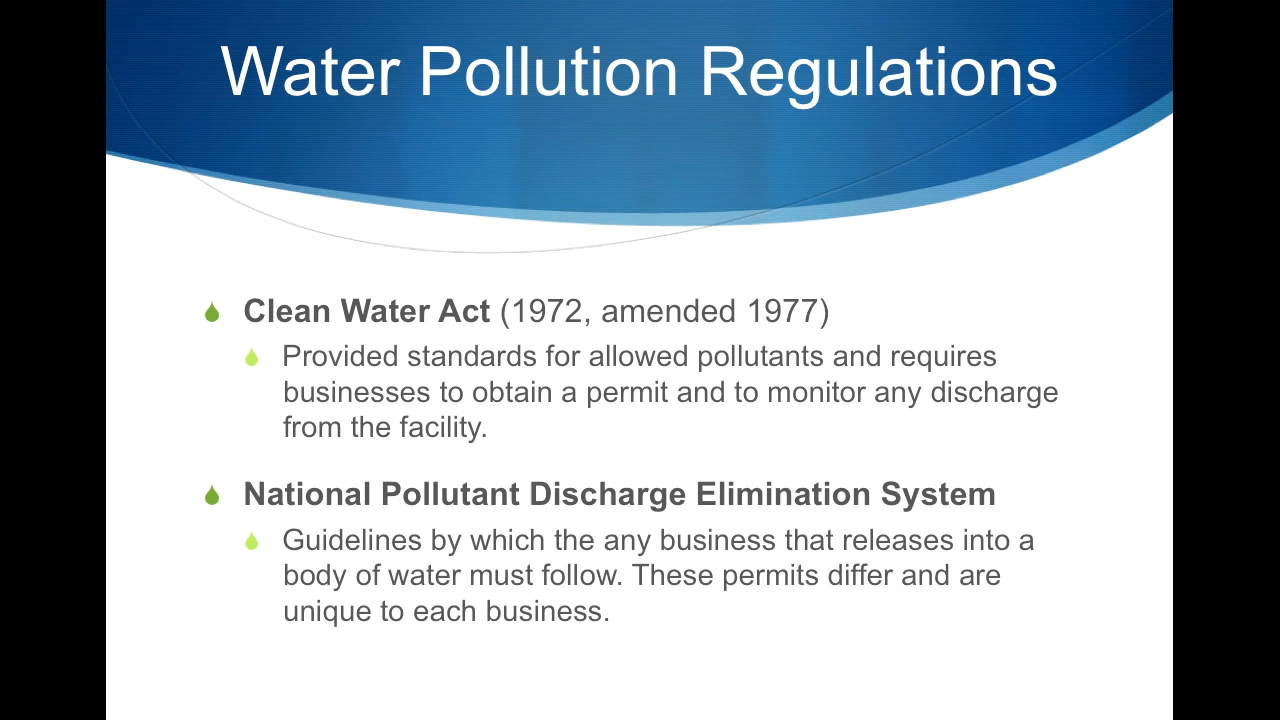 Water Pollution Regulations
Clean Water Act (1972, amended 1977)
Provided standards for allowed pollutants and requires
businesses to obtain a permit and to monitor any discharge
from the facility.
National Pollutant Discharge Elimination System
Guidelines by which the any business that releases into a
body of water must follow. These permits differ and are
unique to each business.